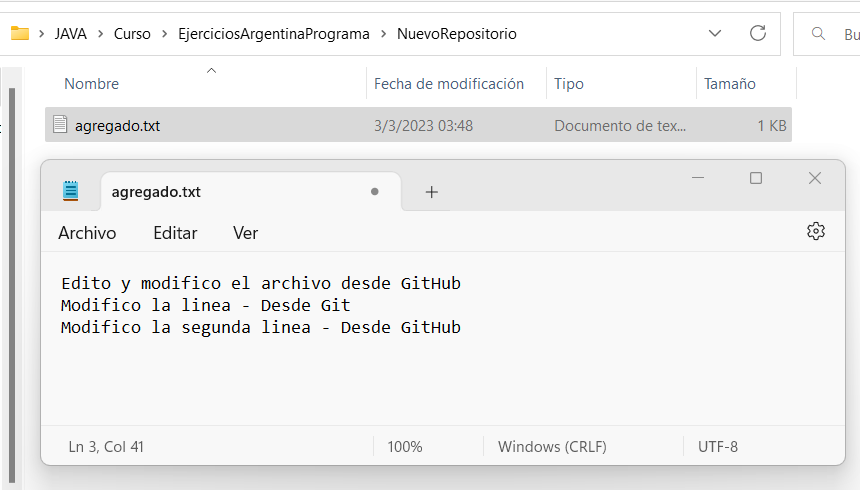 JAVA > Curso > EjerciciosArgentinaPrograma > NuevoRepositorio
Nombre Fecha de modificación Tipo Tamaño
agregado.txt 3/3/2023 03:48 Documento de tex... 1 KB
agregado.txt
Archivo Editar Ver
Edito y modifico el archivo desde GitHub
Modifico la linea - Desde Git
Modifico la segunda linea - Desde GitHub
Ln 3, Col 41 100% Windows (CRLF) UTF-8